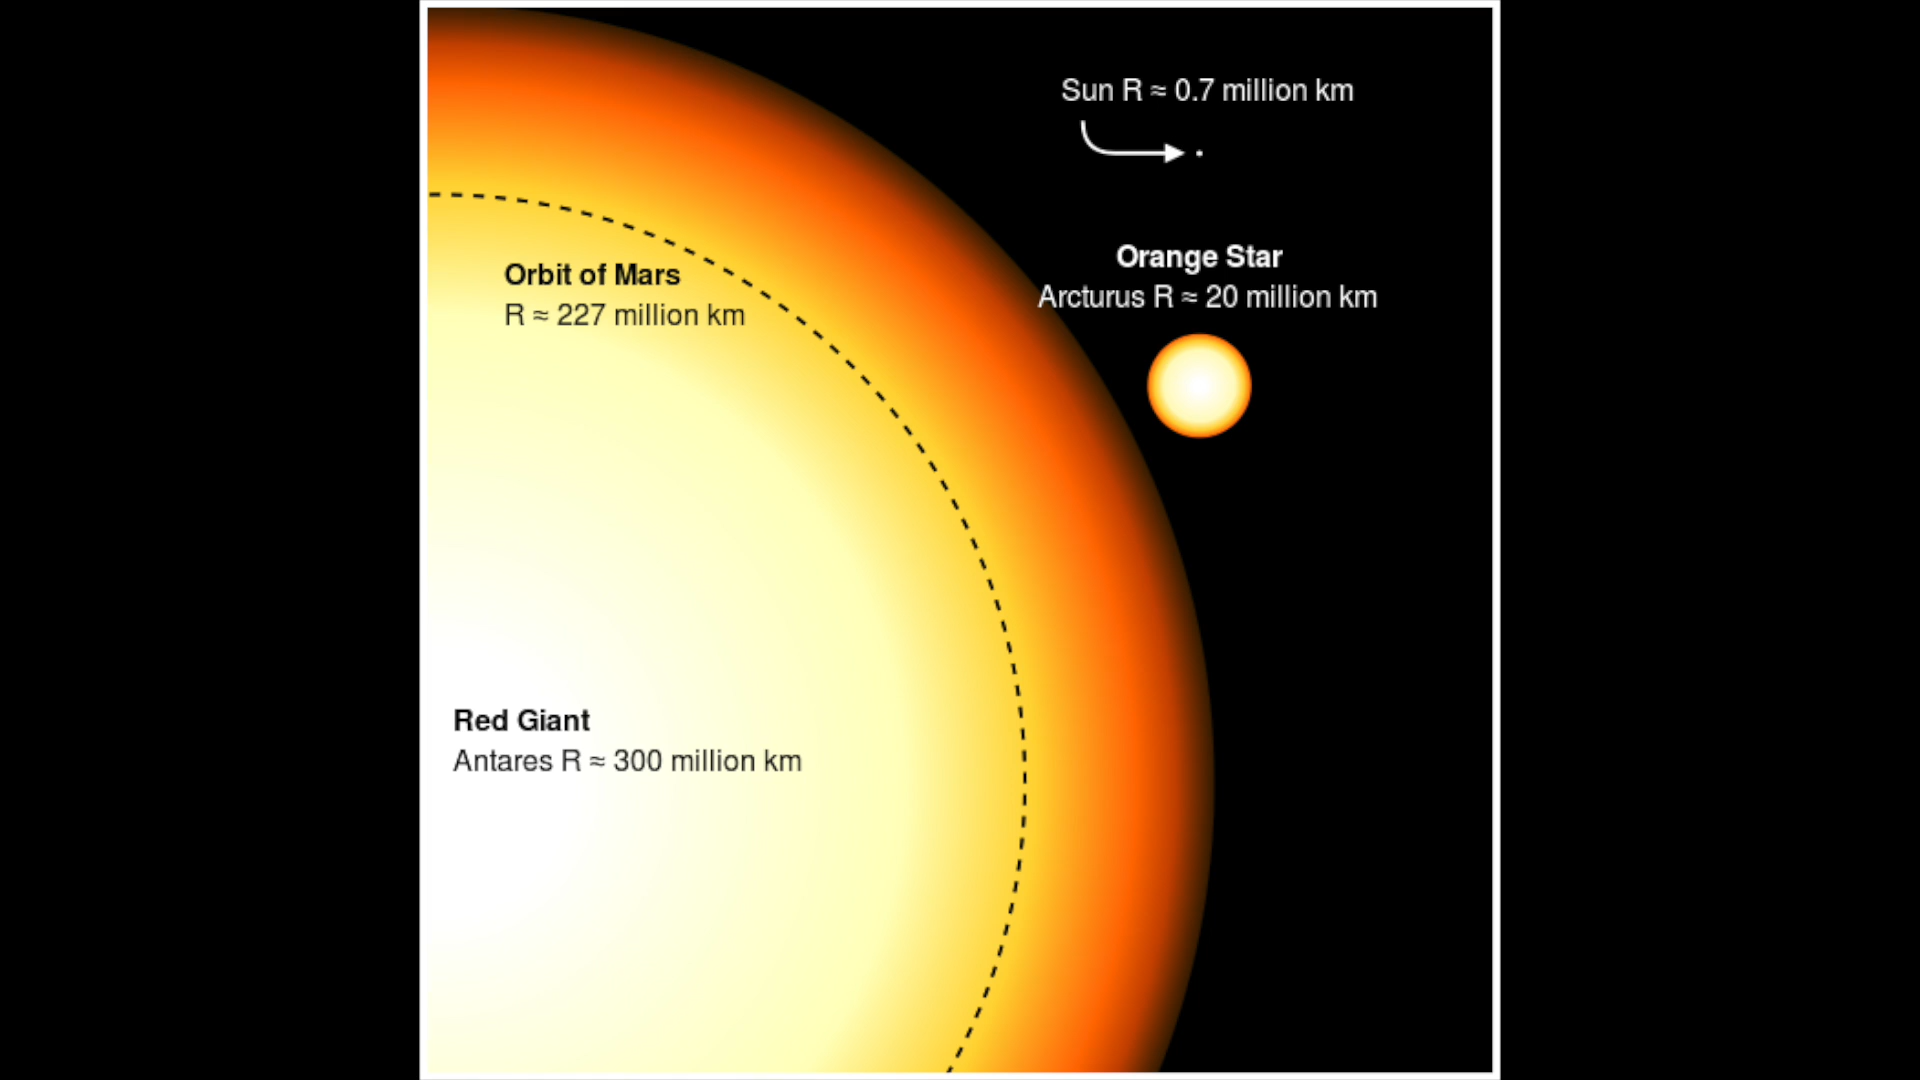 Sun R ≈ 0.7 million km
Orange Star
Arcturus R ≈ 20 million km
Orbit of Mars
R ≈ 227 million km
Red Giant
Antares R ≈ 300 million km